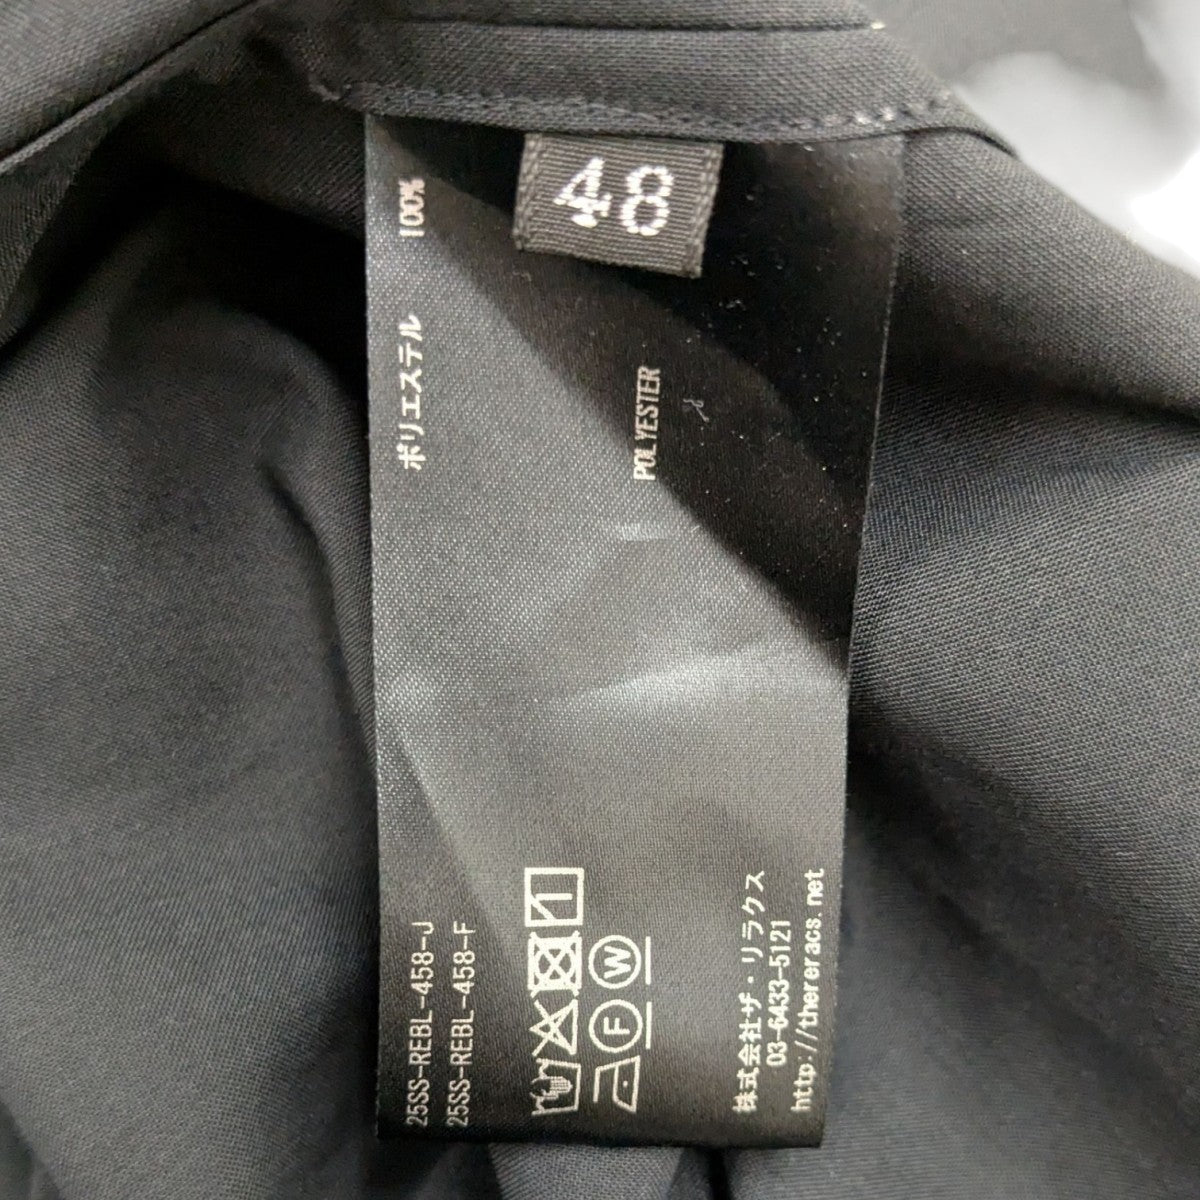 48
ポリエステル 100%
POLYESTER
25SS-REBL-458-J
25SS-REBL-458-F
F W
株式会社ザ・リラクス
03-6433-5121
http://thereracs.net